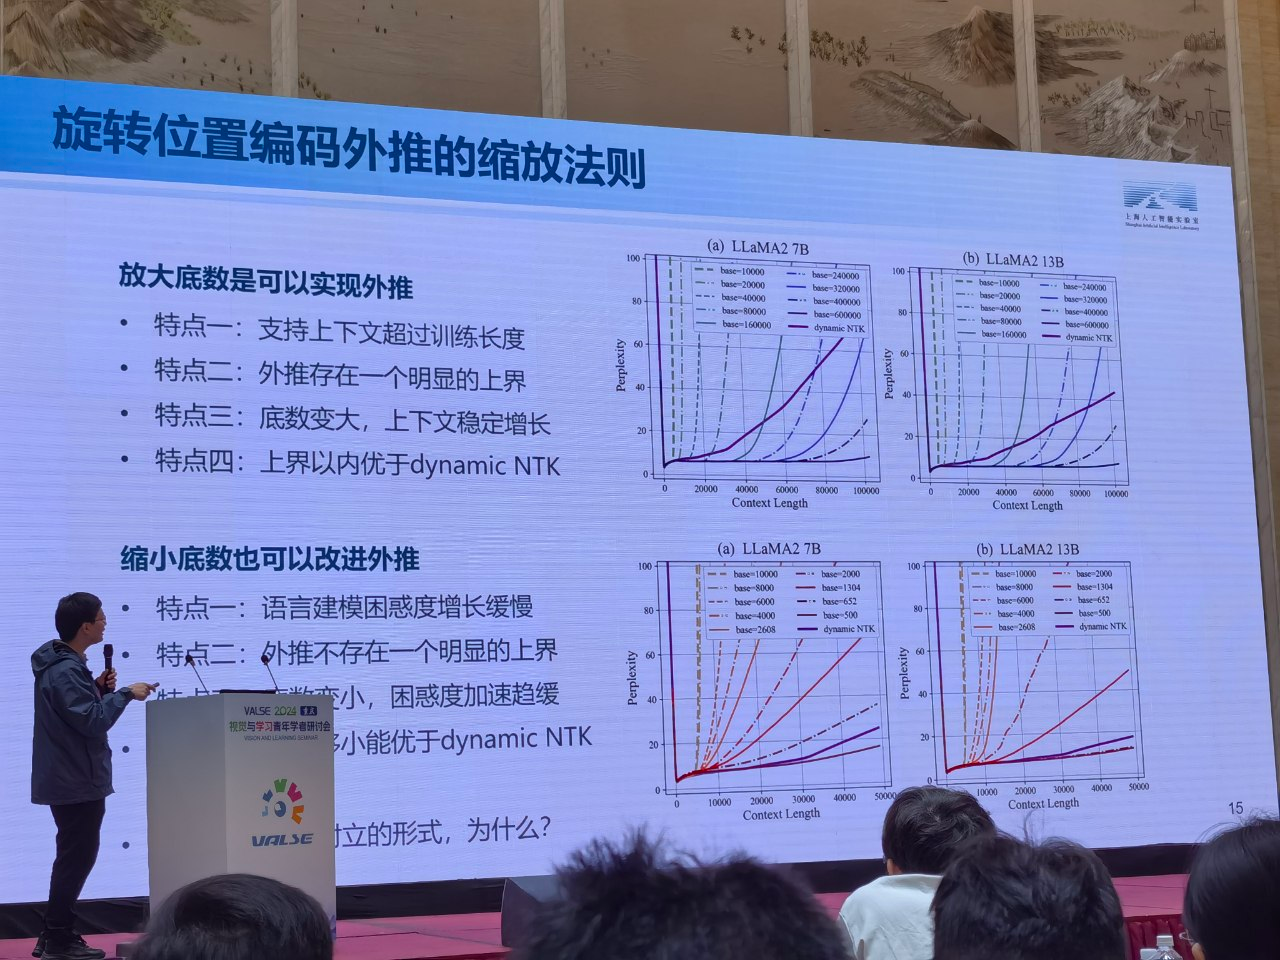 旋转位置编码外推的缩放法则
上海人工智能实验室
Shanghai Artificial Intelligence Laboratory
放大底数是可以实现外推
• 特点一：支持上下文超过训练长度
• 特点二：外推存在一个明显的上界
• 特点三：底数变大，上下文稳定增长
• 特点四：上界以内优于dynamic NTK
(a) LLaMA2 7B
Perplexity
100
80
60
40
20
0
base=10000
base=20000
base=40000
base=80000
base=160000
base=240000
base=320000
base=400000
base=600000
dynamic NTK
0 20000 40000 60000 80000 100000
Context Length
(b) LLaMA2 13B
Perplexity
100
80
60
40
20
0
base=10000
base=20000
base=40000
base=80000
base=160000
base=240000
base=320000
base=400000
base=600000
dynamic NTK
0 20000 40000 60000 80000 100000
Context Length
缩小底数也可以改进外推
• 特点一：语言建模困惑度增长缓慢
• 特点二：外推不存在一个明显的上界
变小，困惑度加速趋缓
小能优于dynamic NTK
立的形式，为什么？
(a) LLaMA2 7B
Perplexity
100
80
60
40
20
0
base=10000
base=8000
base=6000
base=4000
base=2608
base=2000
base=1304
base=652
base=500
dynamic NTK
0 10000 20000 30000 40000 50000
Context Length
(b) LLaMA2 13B
Perplexity
100
80
60
40
20
0
base=10000
base=8000
base=6000
base=4000
base=2608
base=2000
base=1304
base=652
base=500
dynamic NTK
10000 20000 30000 40000 50000
Context Length
15
VALSE 2024 重庆
视觉与学习青年学者研讨会
VISION AND LEARNING SEMINAR
VALSE